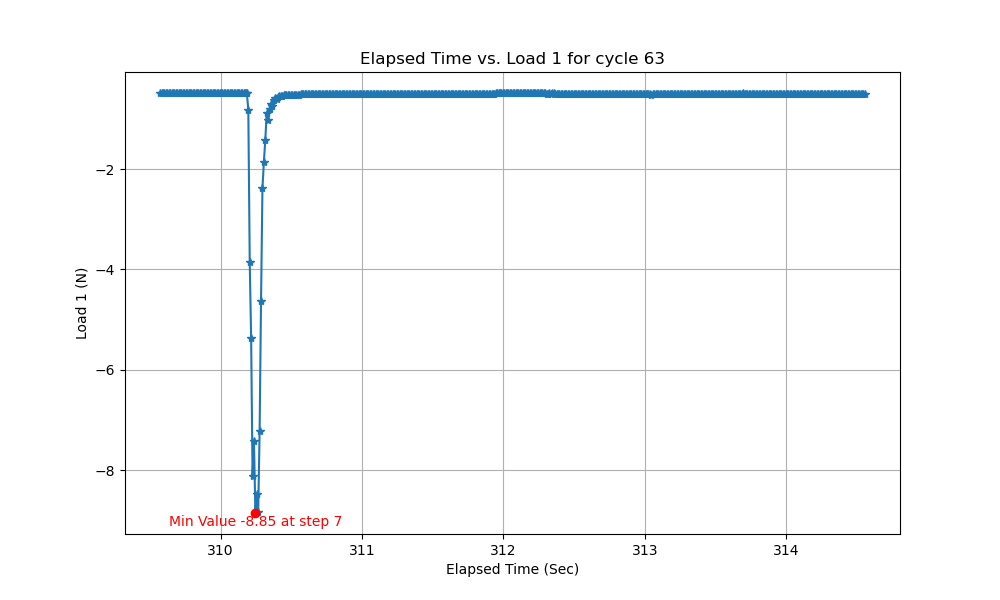 Elapsed Time vs. Load 1 for cycle 63
Load 1 (N)
−2
−4
−6
−8
Min Value -8.85 at step 7
310
311
312
313
314
Elapsed Time (Sec)